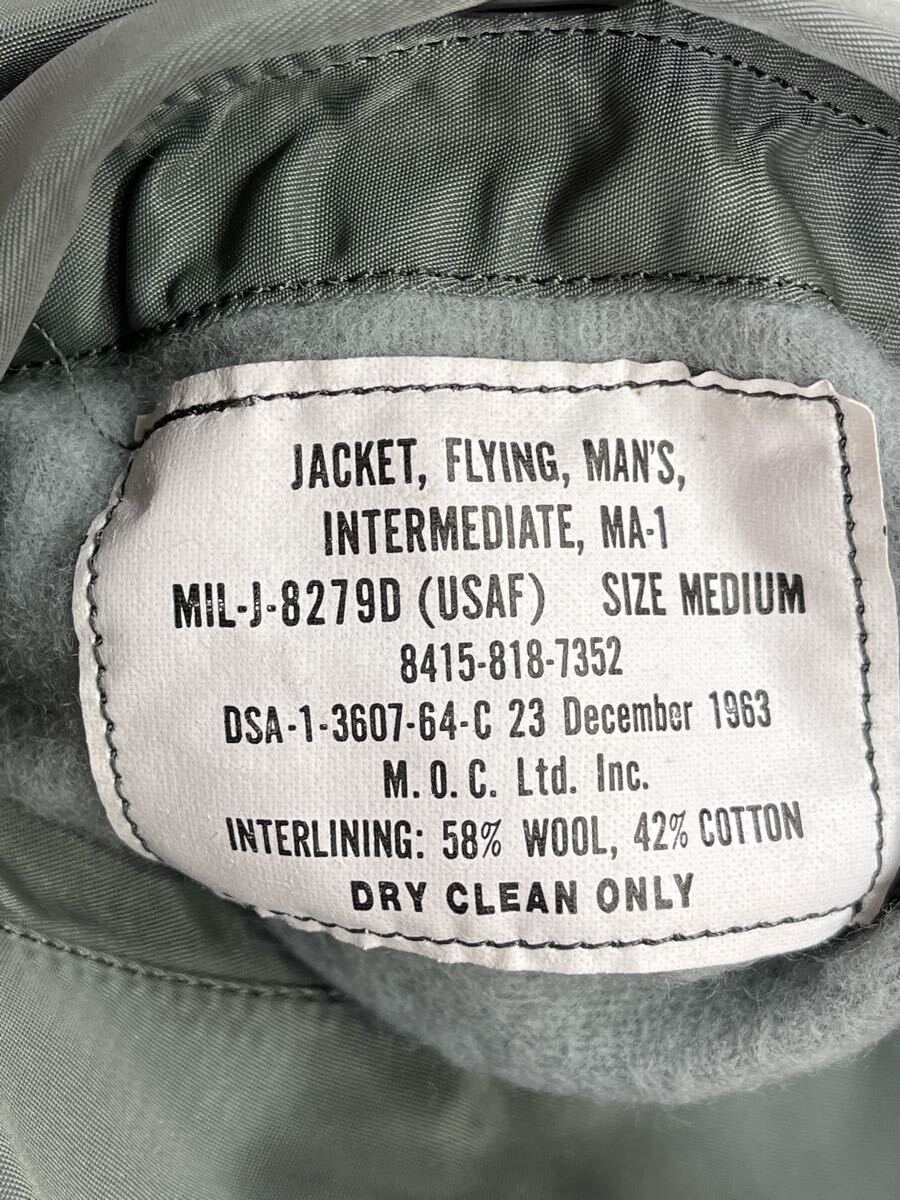 JACKET, FLYING, MAN'S,
INTERMEDIATE, MA-1
MIL-J-8279D (USAF) SIZE MEDIUM
8415-818-7352
DSA-1-3607-64-C 23 December 1963
M.O.C. Ltd. Inc.
INTERLINING: 58% WOOL, 42% COTTON
DRY CLEAN ONLY